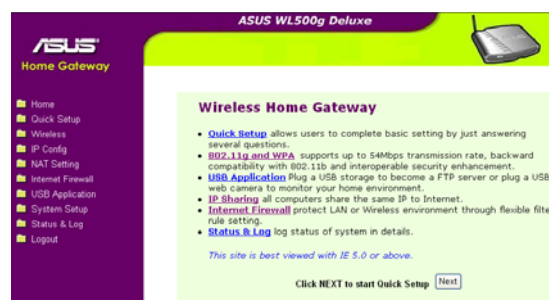 ASUS WL500g Deluxe
ASUS
Home Gateway
Home
Quick Setup
Wireless
IP Config
NAT Setting
Internet Firewall
USB Application
System Setup
Status & Log
Logout
Wireless Home Gateway
Quick Setup allows users to complete basic setting by just answering
several questions.
802.11g and WPA supports up to 54Mbps transmission rate, backward
compatibility with 802.11b and interoperable security enhancement.
USB Application Plug a USB storage to become a FTP server or plug a USB
web camera to monitor your home environment.
IP Sharing all computers share the same IP to Internet.
Internet Firewall protect LAN or Wireless environment through flexible filte
rule setting.
Status & Log log status of system in details.
This site is best viewed with IE 5.0 or above.
Click NEXT to start Quick Setup Next